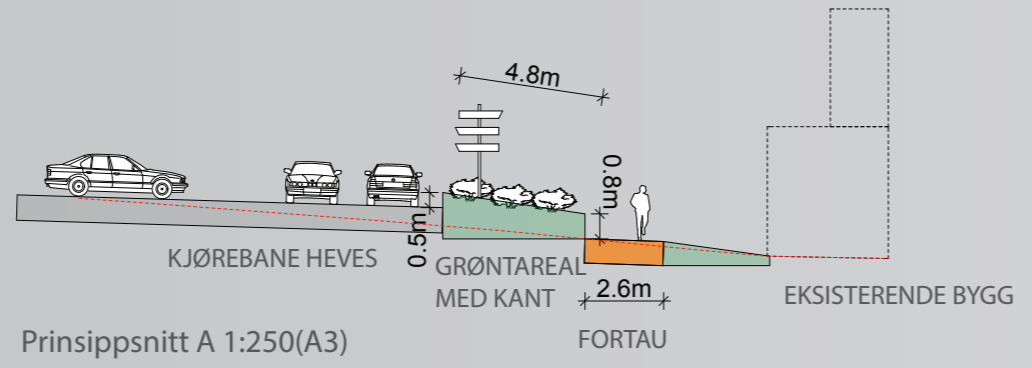 4.8m
0.8m
0.5m
KJØREBANE HEVES
GRØNTAREAL
MED KANT
2.6m
EKSISTERENDE BYGG
FORTAU
Prinsippsnitt A 1:250(A3)